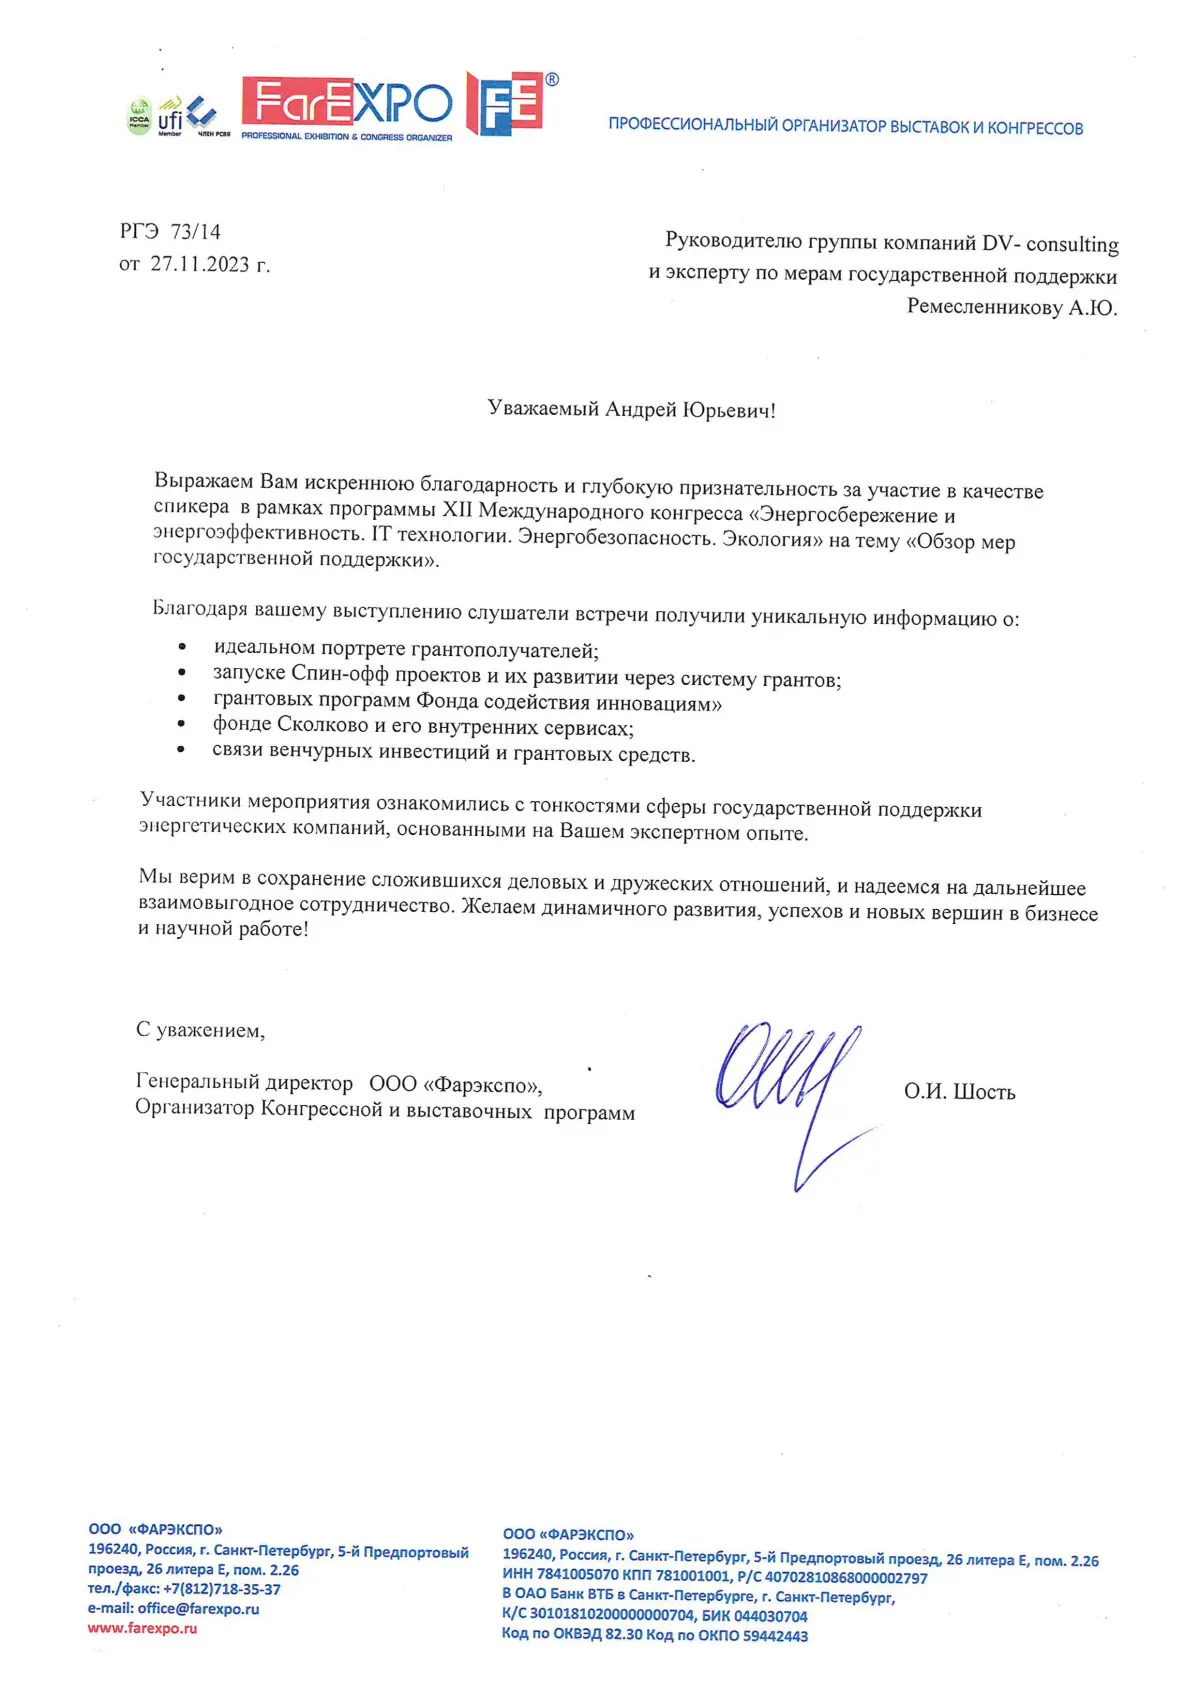 ICCA
Member
ufi
Member
ЧЛЕН РСВЯ
FarEXPO
PROFESSIONAL EXHIBITION & CONGRESS ORGANIZER
FE
®
ПРОФЕССИОНАЛЬНЫЙ ОРГАНИЗАТОР ВЫСТАВОК И КОНГРЕССОВ
РГЭ 73/14
от 27.11.2023 г.
Руководителю группы компаний DV- consulting
и эксперту по мерам государственной поддержки
Ремесленникову А.Ю.
Уважаемый Андрей Юрьевич!
Выражаем Вам искреннюю благодарность и глубокую признательность за участие в качестве
спикера в рамках программы XII Международного конгресса «Энергосбережение и
энергоэффективность. IT технологии. Энергобезопасность. Экология» на тему «Обзор мер
государственной поддержки».
Благодаря вашему выступлению слушатели встречи получили уникальную информацию о:
• идеальном портрете грантополучателей;
• запуске Спин-офф проектов и их развитии через систему грантов;
• грантовых программ Фонда содействия инновациям»
• фонде Сколково и его внутренних сервисах;
• связи венчурных инвестиций и грантовых средств.
Участники мероприятия ознакомились с тонкостями сферы государственной поддержки
энергетических компаний, основанными на Вашем экспертном опыте.
Мы верим в сохранение сложившихся деловых и дружеских отношений, и надеемся на дальнейшее
взаимовыгодное сотрудничество. Желаем динамичного развития, успехов и новых вершин в бизнесе
и научной работе!
С уважением,
Генеральный директор ООО «Фарэкспо»,
Организатор Конгрессной и выставочных программ
О.И. Шость
ООО «ФАРЭКСПО»
196240, Россия, г. Санкт-Петербург, 5-й Предпортовый
проезд, 26 литера Е, пом. 2.26
тел./факс: +7(812)718-35-37
e-mail: office@farexpo.ru
www.farexpo.ru
ООО «ФАРЭКСПО»
196240, Россия, г. Санкт-Петербург, 5-й Предпортовый проезд, 26 литера Е, пом. 2.26
ИНН 7841005070 КПП 781001001, Р/С 40702810868000002797
В ОАО Банк ВТБ в Санкт-Петербурге, г. Санкт-Петербург,
К/С 30101810200000000704, БИК 044030704
Код по ОКВЭД 82.30 Код по ОКПО 59442443